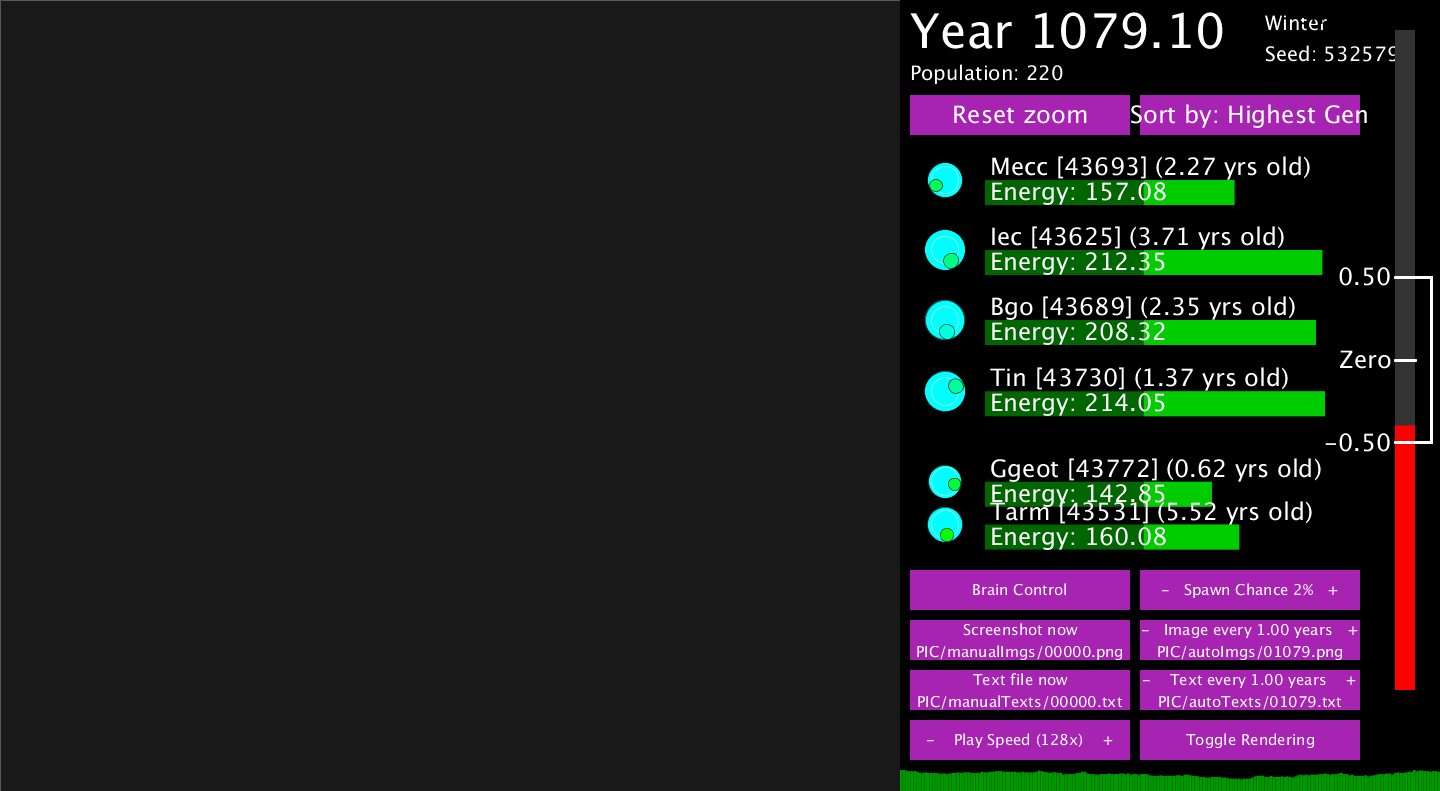 Year 1079.10
Winter
Seed: 532579
Population: 220
Reset zoom
Sort by: Highest Gen
Mecc [43693] (2.27 yrs old)
Energy: 157.08
Iec [43625] (3.71 yrs old)
Energy: 212.35
0.50
Bgo [43689] (2.35 yrs old)
Energy: 208.32
Zero
Tin [43730] (1.37 yrs old)
Energy: 214.05
-0.50
Ggeot [43772] (0.62 yrs old)
Energy: 142.85
Tarm [43531] (5.52 yrs old)
Energy: 160.08
Brain Control
- Spawn Chance 2% +
Screenshot now
PIC/manualImgs/00000.png
- Image every 1.00 years +
PIC/autoImgs/01079.png
Text file now
PIC/manualTexts/00000.txt
- Text every 1.00 years +
PIC/autoTexts/01079.txt
- Play Speed (128x) +
Toggle Rendering